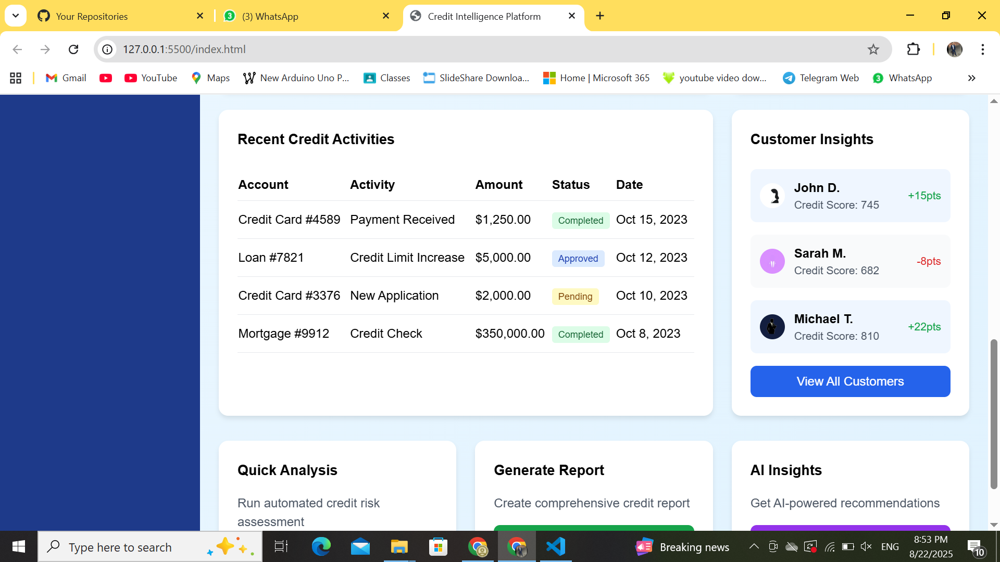 Your Repositories
3
(3) WhatsApp
Credit Intelligence Platform
127.0.0.1:5500/index.html
Gmail
YouTube
Maps
New Arduino Uno P...
Classes
SlideShare Downloa...
Home | Microsoft 365
youtube video dow...
Telegram Web
3
WhatsApp
Recent Credit Activities
Account Activity Amount Status Date
Credit Card #4589 Payment Received $1,250.00 Completed Oct 15, 2023
Loan #7821 Credit Limit Increase $5,000.00 Approved Oct 12, 2023
Credit Card #3376 New Application $2,000.00 Pending Oct 10, 2023
Mortgage #9912 Credit Check $350,000.00 Completed Oct 8, 2023
Customer Insights
John D.
Credit Score: 745
+15pts
Sarah M.
Credit Score: 682
-8pts
Michael T.
Credit Score: 810
+22pts
View All Customers
Quick Analysis
Run automated credit risk
assessment
Generate Report
Create comprehensive credit report
AI Insights
Get AI-powered recommendations
Type here to search
Breaking news
ENG
8:53 PM
8/22/2025
10